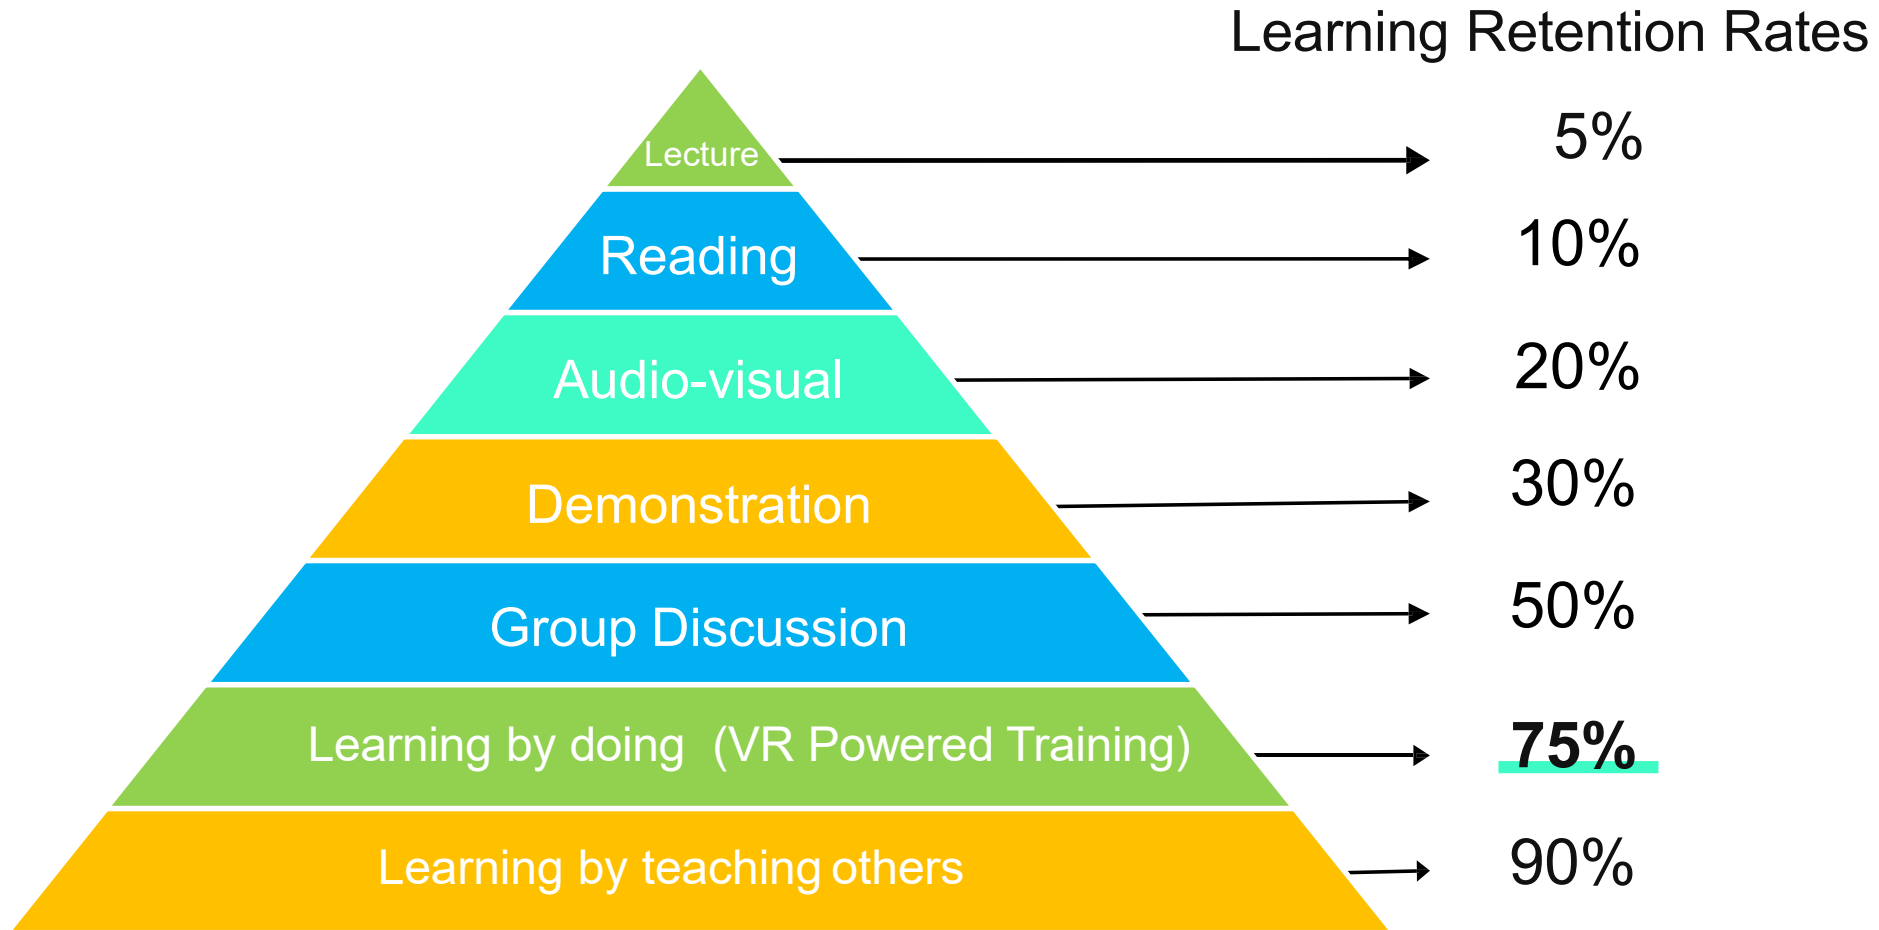 Learning Retention Rates
Lecture
5%
Reading
10%
Audio-visual
20%
Demonstration
30%
Group Discussion
50%
Learning by doing  (VR Powered Training)
75%
Learning by teaching others
90%